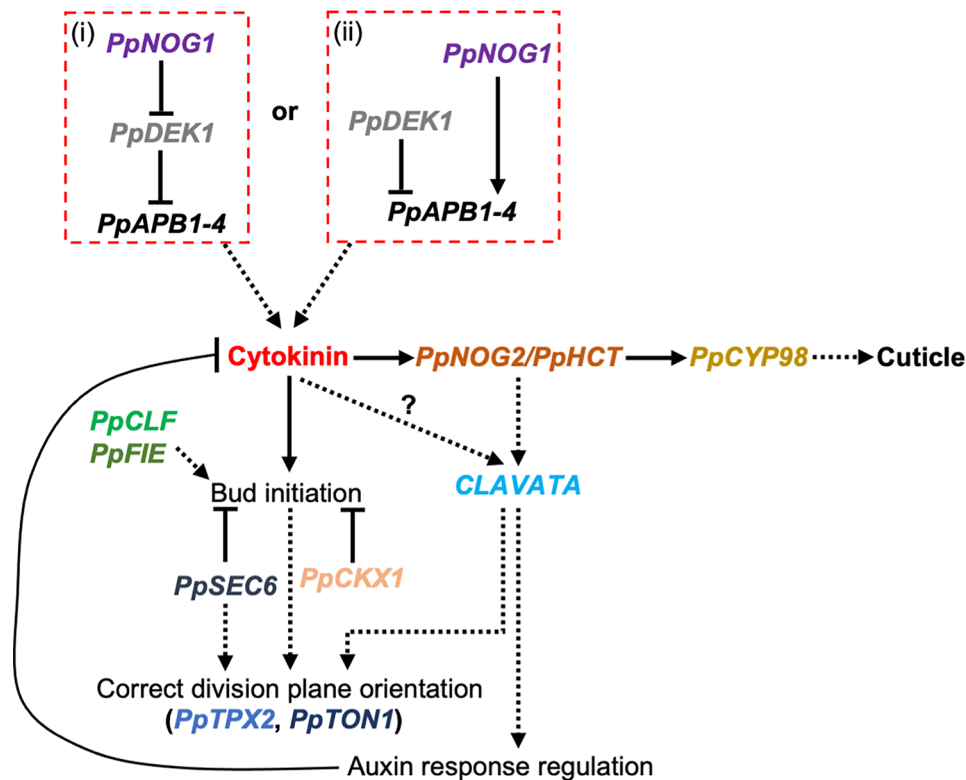 (i)
PpNOG1
PpDEK1
PpAPB1-4
or
(ii)
PpNOG1
PpDEK1
PpAPB1-4
Cytokinin
PpNOG2/PpHCT
PpCYP98
Cuticle
?
PpCLF
PpFIE
CLAVATA
Bud initiation
PpSEC6
PpCKX1
Correct division plane orientation
(PpTPX2, PpTON1)
Auxin response regulation